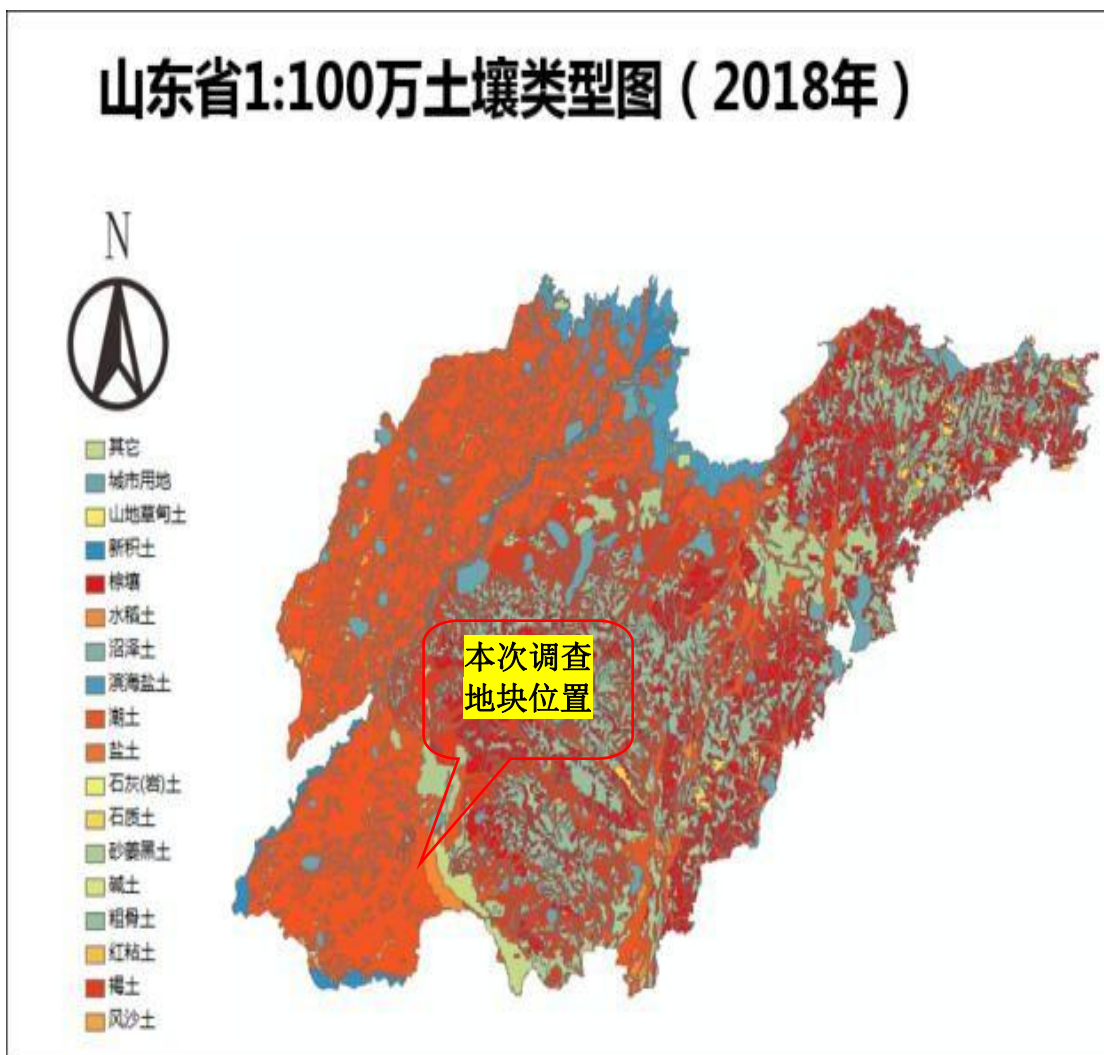 山东省1:100万土壤类型图（2018年）
N
其它
城市用地
山地草甸土
新积土
棕壤
水稻土
沼泽土
滨海盐土
潮土
盐土
石灰(岩)土
石质土
砂姜黑土
碱土
粗骨土
红粘土
褐土
风沙土
本次调查
地块位置